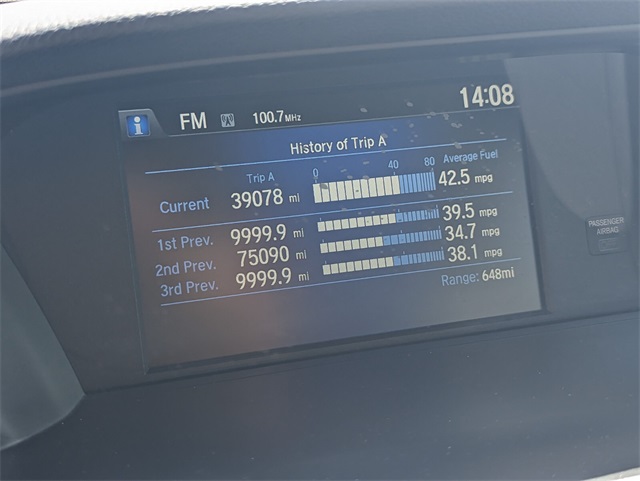 14:08
i FM 100.7MHz
History of Trip A
Trip A 0 40 80 Average Fuel
Current 39078 mi 42.5 mpg
1st Prev. 9999.9 mi 39.5 mpg
2nd Prev. 75090 mi 34.7 mpg
3rd Prev. 9999.9 mi 38.1 mpg
Range: 648mi
PASSENGER
AIRBAG